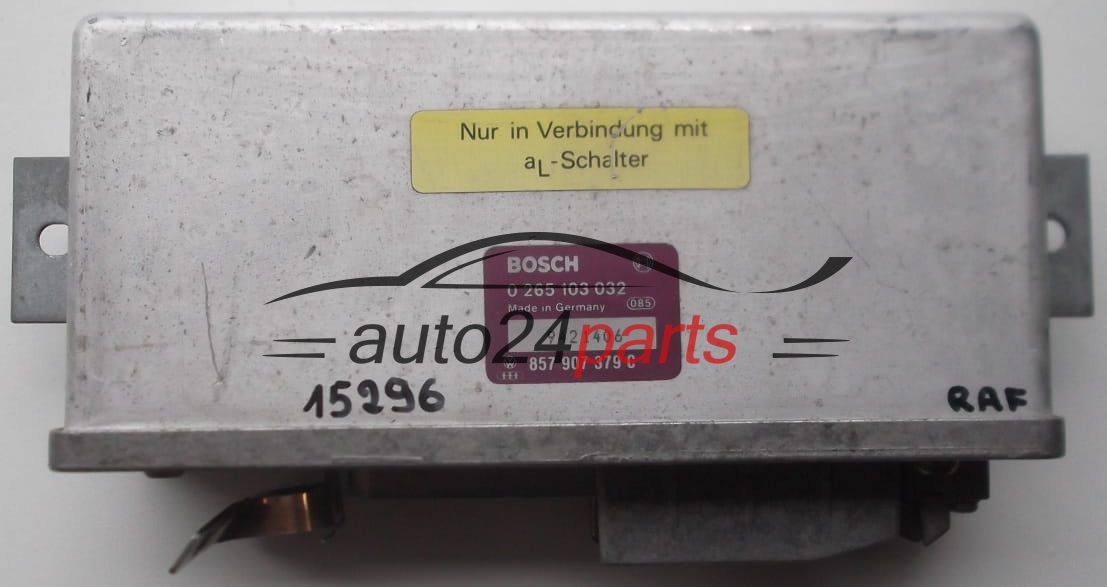 Nur in Verbindung mit
aL-Schalter
BOSCH
0 265 103 032
Made in Germany
085
auto24parts
857 907 379 C
15296
RAF